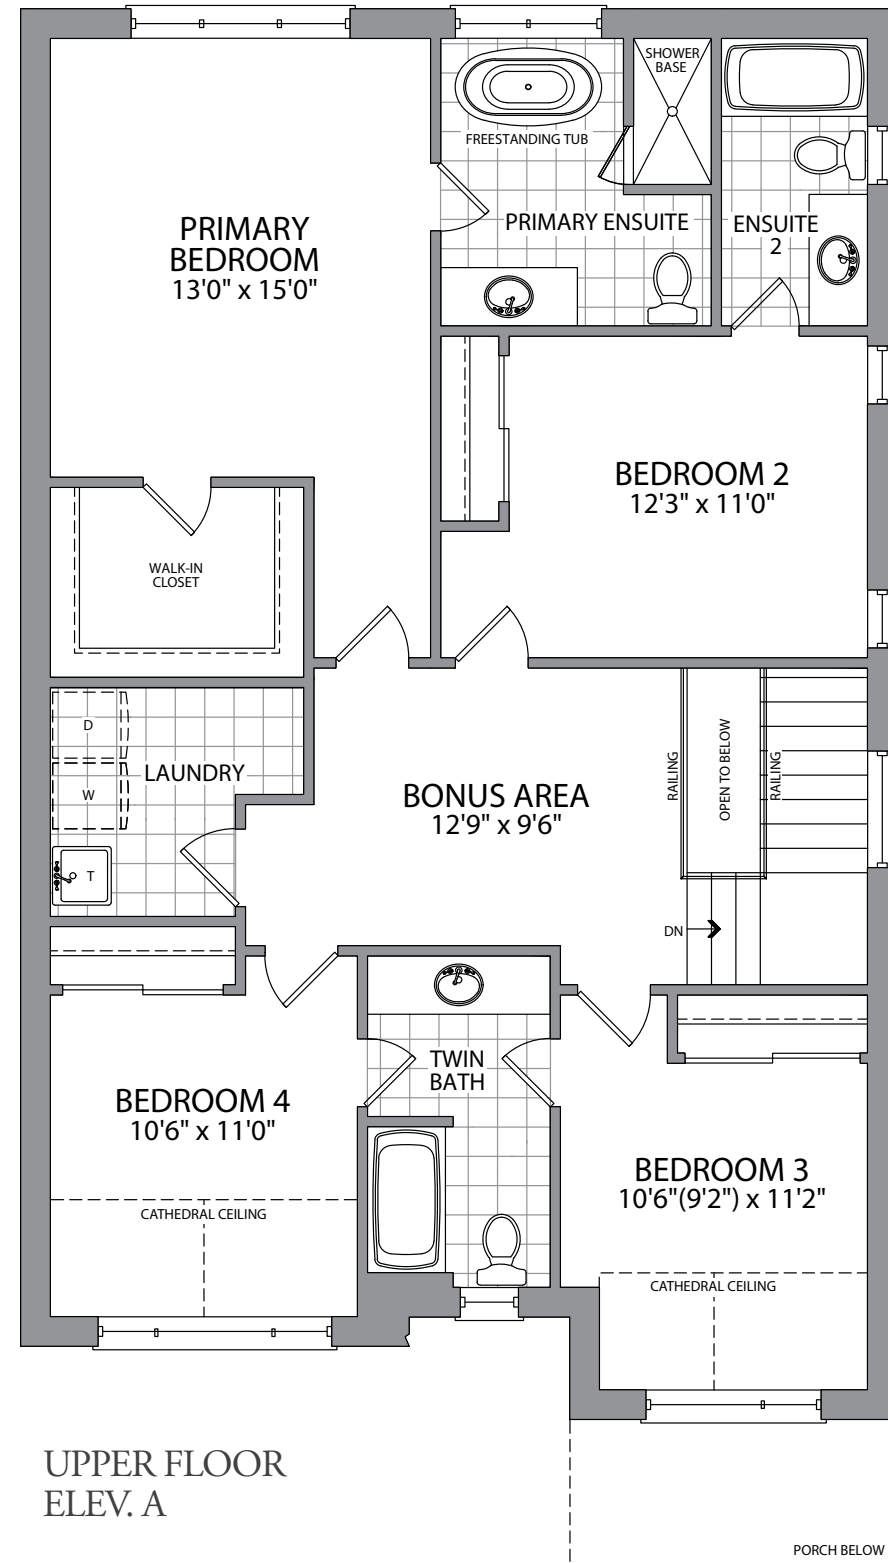 SHOWER
BASE
FREESTANDING TUB
PRIMARY
BEDROOM
13'0" x 15'0"
PRIMARY ENSUITE
ENSUITE
2
BEDROOM 2
12'3" x 11'0"
WALK-IN
CLOSET
D
LAUNDRY
W
T
BONUS AREA
12'9" x 9'6"
RAILING
OPEN TO BELOW
RAILING
DN
TWIN
BATH
BEDROOM 4
10'6" x 11'0"
CATHEDRAL CEILING
BEDROOM 3
10'6"(9'2") x 11'2"
CATHEDRAL CEILING
UPPER FLOOR
ELEV. A
PORCH BELOW